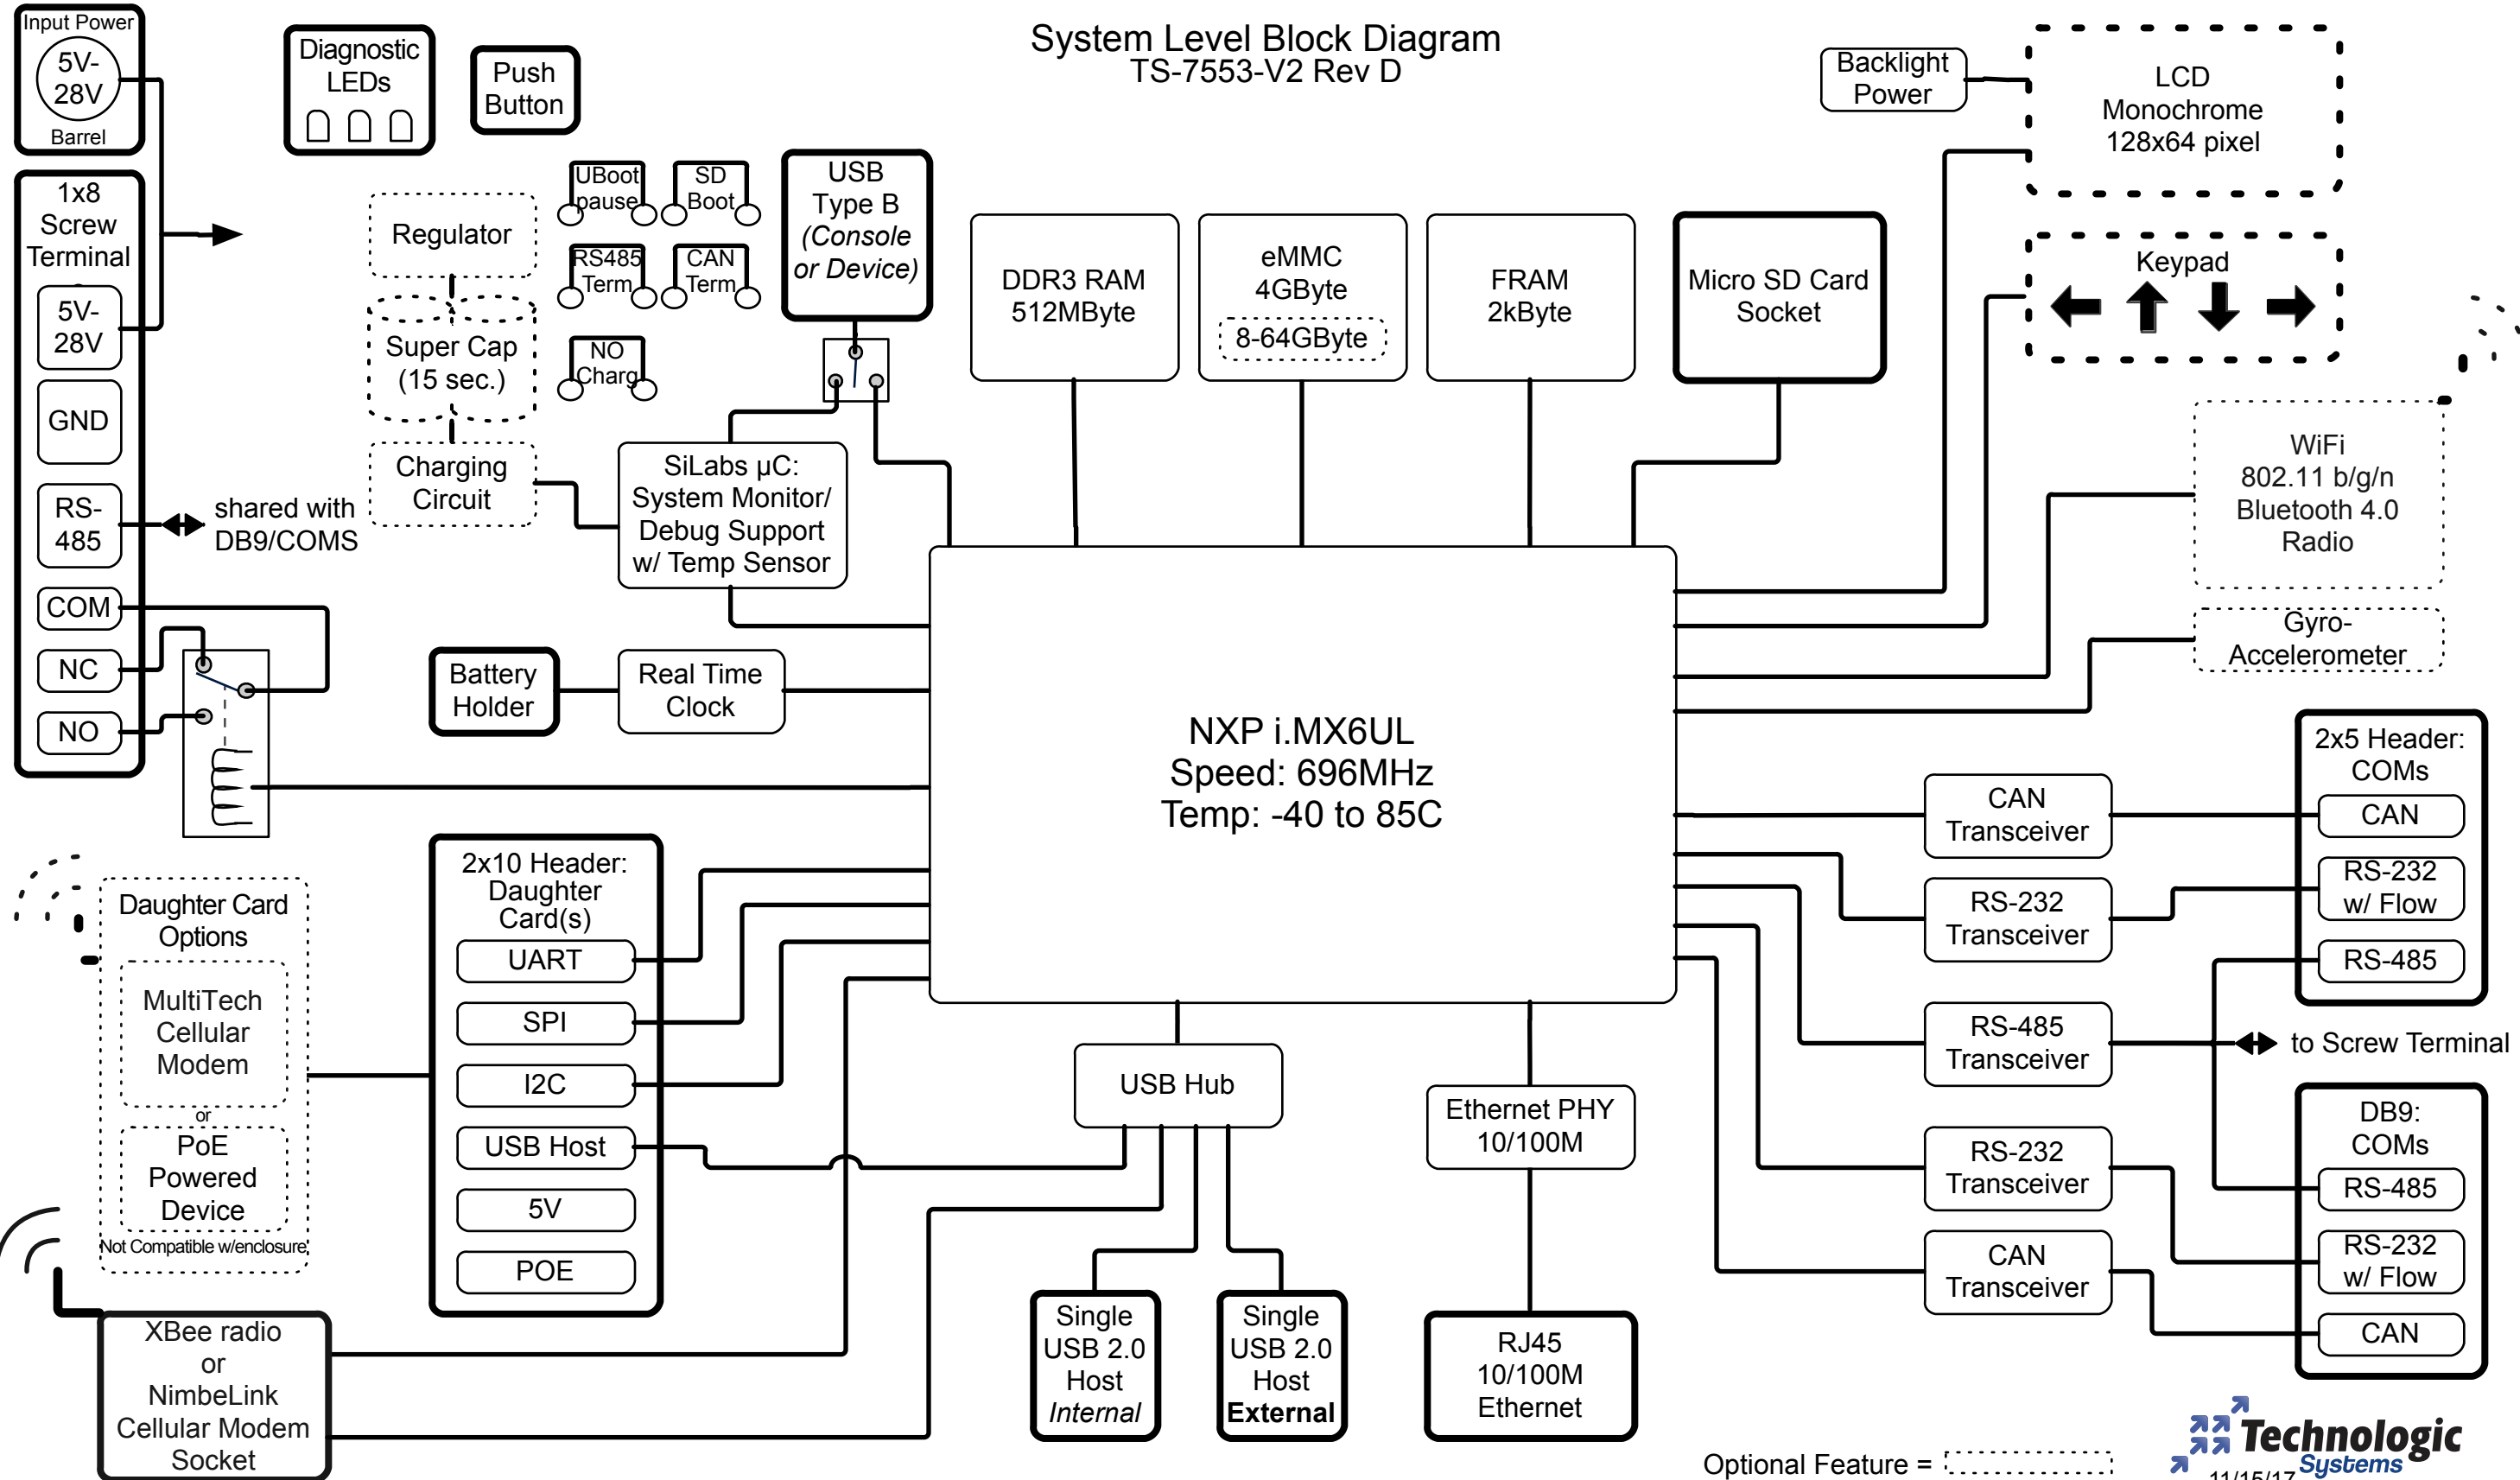 System Level Block Diagram
TS-7553-V2 Rev D
Input Power
5V-
28V
Barrel
Diagnostic
LEDs
Push
Button
1x8
Screw
Terminal
5V-
28V
GND
RS-
485
COM
NC
NO
shared with
DB9/COMS
Regulator
Super Cap
(15 sec.)
Charging
Circuit
UBoot
pause
SD
Boot
RS485
Term
CAN
Term
NO
Charg
USB
Type B
(Console
or Device)
SiLabs µC:
System Monitor/
Debug Support
w/ Temp Sensor
Battery
Holder
Real Time
Clock
DDR3 RAM
512MByte
eMMC
4GByte
8-64GByte
FRAM
2kByte
Micro SD Card
Socket
Backlight
Power
LCD
Monochrome
128x64 pixel
Keypad
WiFi
802.11 b/g/n
Bluetooth 4.0
Radio
Gyro-
Accelerometer
NXP i.MX6UL
Speed: 696MHz
Temp: -40 to 85C
2x5 Header:
COMs
CAN
RS-232
w/ Flow
RS-485
CAN
Transceiver
RS-232
Transceiver
RS-485
Transceiver
to Screw Terminal
RS-232
Transceiver
CAN
Transceiver
DB9:
COMs
RS-485
RS-232
w/ Flow
CAN
Daughter Card
Options
MultiTech
Cellular
Modem
or
PoE
Powered
Device
Not Compatible w/enclosure
2x10 Header:
Daughter
Card(s)
UART
SPI
I2C
USB Host
5V
POE
XBee radio
or
NimbeLink
Cellular Modem
Socket
USB Hub
Single
USB 2.0
Host
Internal
Single
USB 2.0
Host
External
Ethernet PHY
10/100M
RJ45
10/100M
Ethernet
Optional Feature =
Technologic
Systems
11/15/17